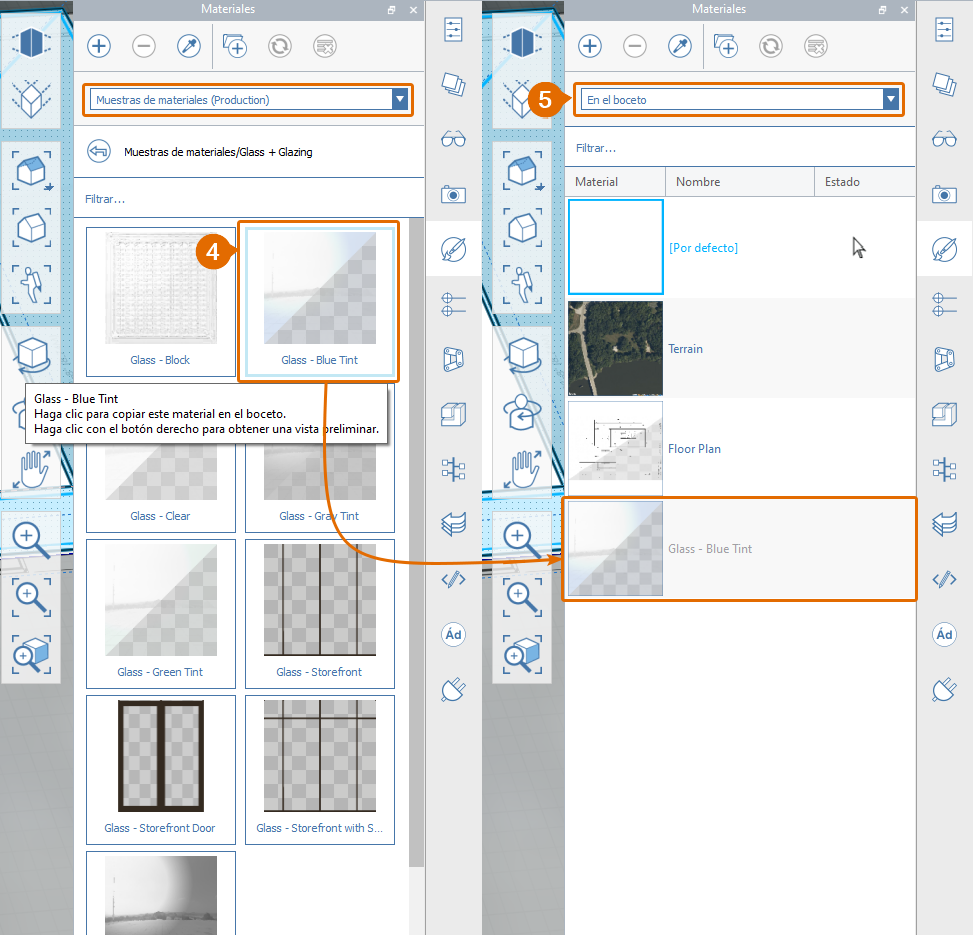 Materiales
Muestras de materiales (Production)
Muestras de materiales/Glass + Glazing
Filtrar...
4
Glass - Block
Glass - Blue Tint
Glass - Blue Tint
Haga clic para copiar este material en el boceto.
Haga clic con el botón derecho para obtener una vista preliminar.
Glass - Clear
Glass - Gray Tint
Glass - Green Tint
Glass - Storefront
Glass - Storefront Door
Glass - Storefront with S...
Ád
Materiales
5
En el boceto
Filtrar...
Material
Nombre
Estado
[Por defecto]
Terrain
Floor Plan
Glass - Blue Tint
Ád